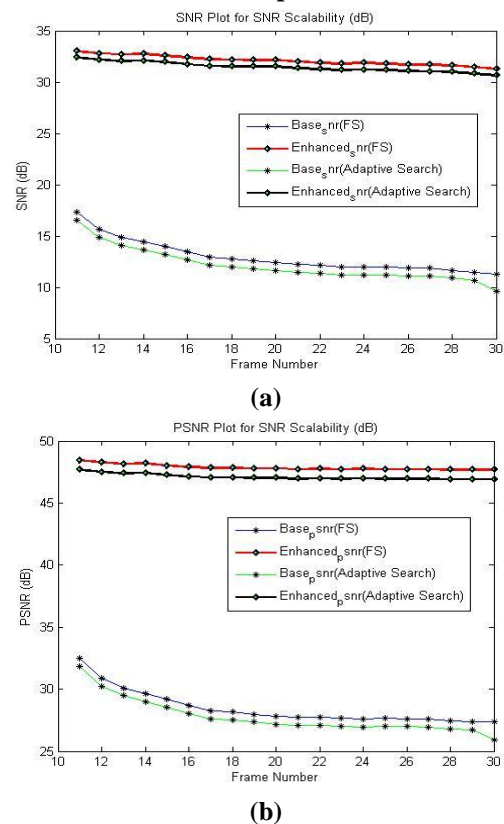 SNR Plot for SNR Scalability (dB)
35
30
25
20
15
10
5
SNR (dB)
Base_snr(FS)
Enhanced_snr(FS)
Base_snr(Adaptive Search)
Enhanced_snr(Adaptive Search)
10 12 14 16 18 20 22 24 26 28 30
Frame Number
(a)
PSNR Plot for SNR Scalability (dB)
50
45
40
35
30
25
PSNR (dB)
Base_psnr(FS)
Enhanced_psnr(FS)
Base_psnr(Adaptive Search)
Enhanced_psnr(Adaptive Search)
10 12 14 16 18 20 22 24 26 28 30
Frame Number
(b)